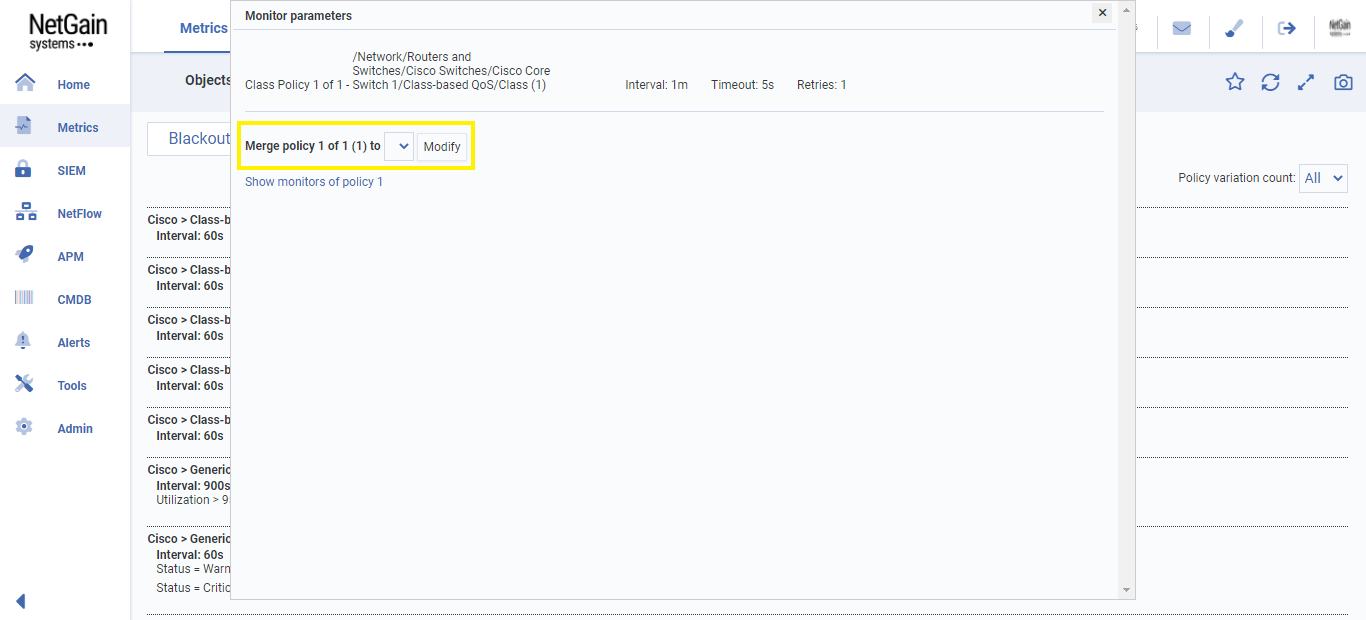 NetGain
systems
Home
Metrics
SIEM
NetFlow
APM
CMDB
Alerts
Tools
Admin
Metrics
Objects
Blackout
Policy variation count: All
Cisco > Class-b
Interval: 60s
Cisco > Class-b
Interval: 60s
Cisco > Class-b
Interval: 60s
Cisco > Class-b
Interval: 60s
Cisco > Class-b
Interval: 60s
Cisco > Generic
Interval: 900s
Utilization > 9
Cisco > Generic
Interval: 60s
Status = Warn
Status = Critic
Monitor parameters
/Network/Routers and
Switches/Cisco Switches/Cisco Core
Class Policy 1 of 1 - Switch 1/Class-based QoS/Class (1) Interval: 1m Timeout: 5s Retries: 1
Merge policy 1 of 1 (1) to Modify
Show monitors of policy 1
NetGain